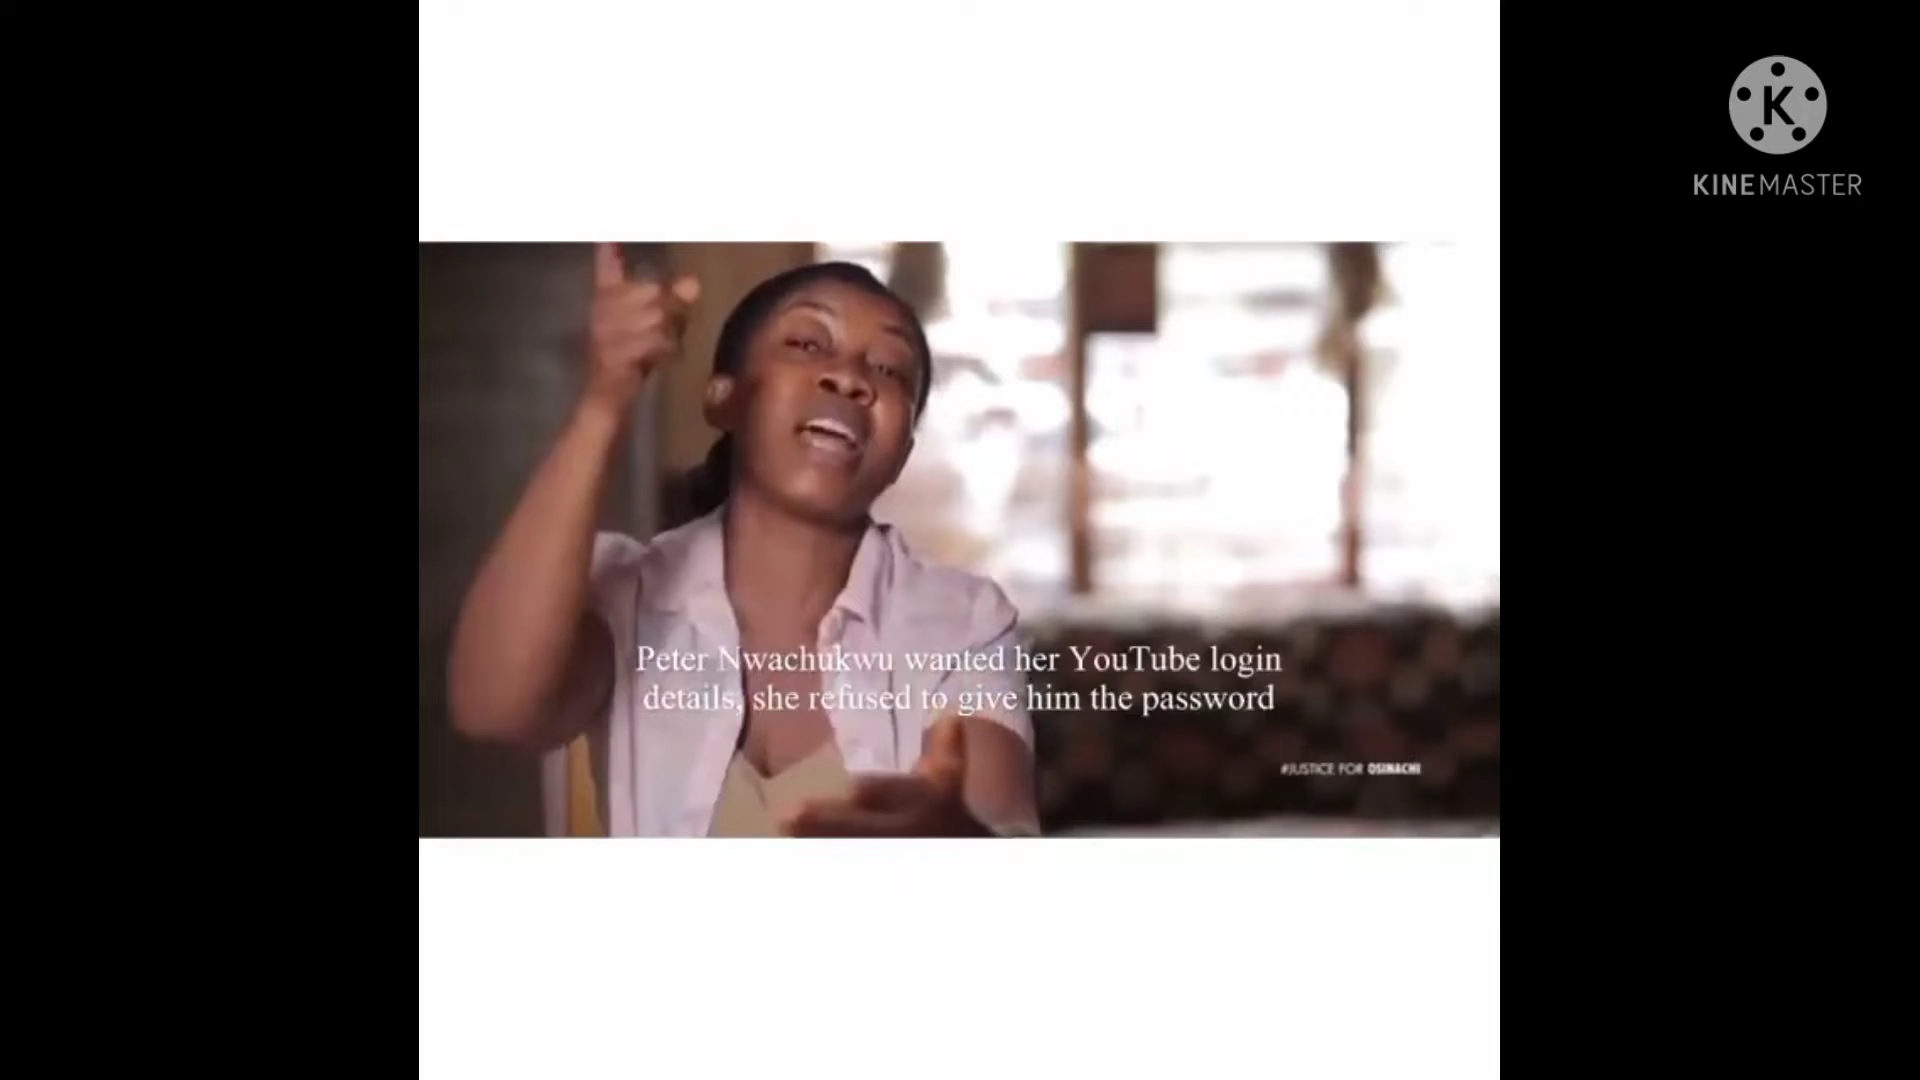 K
KINEMASTER
Peter Nwachukwu wanted her YouTube login
details, she refused to give him the password
#JUSTICE FOR OSINACHI